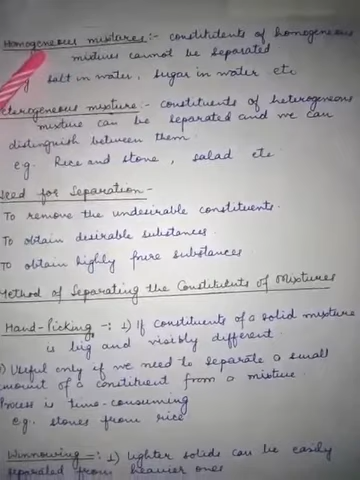 Homogeneous mixtures:- constitutents of homogeneous
mixtures cannot be separated
g salt in water, sugar in water etc
eterogeneous mixture:- constituents of heterogeneous
mixture can be separated and we can
distinguish between them.
e.g. Rice and stone, salad etc
eed for Separation-
To remove the undesirable constituents.
To obtain desirable substances.
To obtain highly pure substances
Method of Separating the Constituents of Mixtures
Hand-Picking-: 1) If constituents of a solid mixture
is big and visibly different.
) Useful only if we need to separate a small
amount of a constituent from a mixture.
Process is time-consuming
e.g. stones from rice
Winnowing-: 1) Lighter solids can be easily
separated from heavier ones